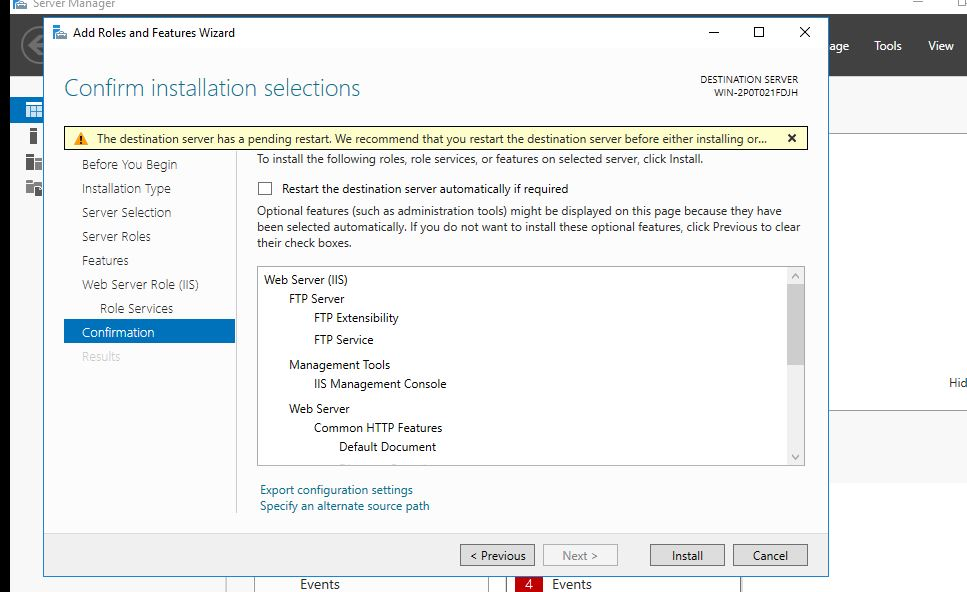 Server Manager
Add Roles and Features Wizard
age Tools View
Confirm installation selections
DESTINATION SERVER
WIN-2P0T021FDJH
The destination server has a pending restart. We recommend that you restart the destination server before either installing or...
Before You Begin
Installation Type
Server Selection
Server Roles
Features
Web Server Role (IIS)
Role Services
Confirmation
Results
To install the following roles, role services, or features on selected server, click Install.
Restart the destination server automatically if required
Optional features (such as administration tools) might be displayed on this page because they have
been selected automatically. If you do not want to install these optional features, click Previous to clear
their check boxes.
Web Server (IIS)
FTP Server
FTP Extensibility
FTP Service
Management Tools
IIS Management Console
Web Server
Common HTTP Features
Default Document
Hid
Export configuration settings
Specify an alternate source path
< Previous
Next >
Install
Cancel
Events
4 Events